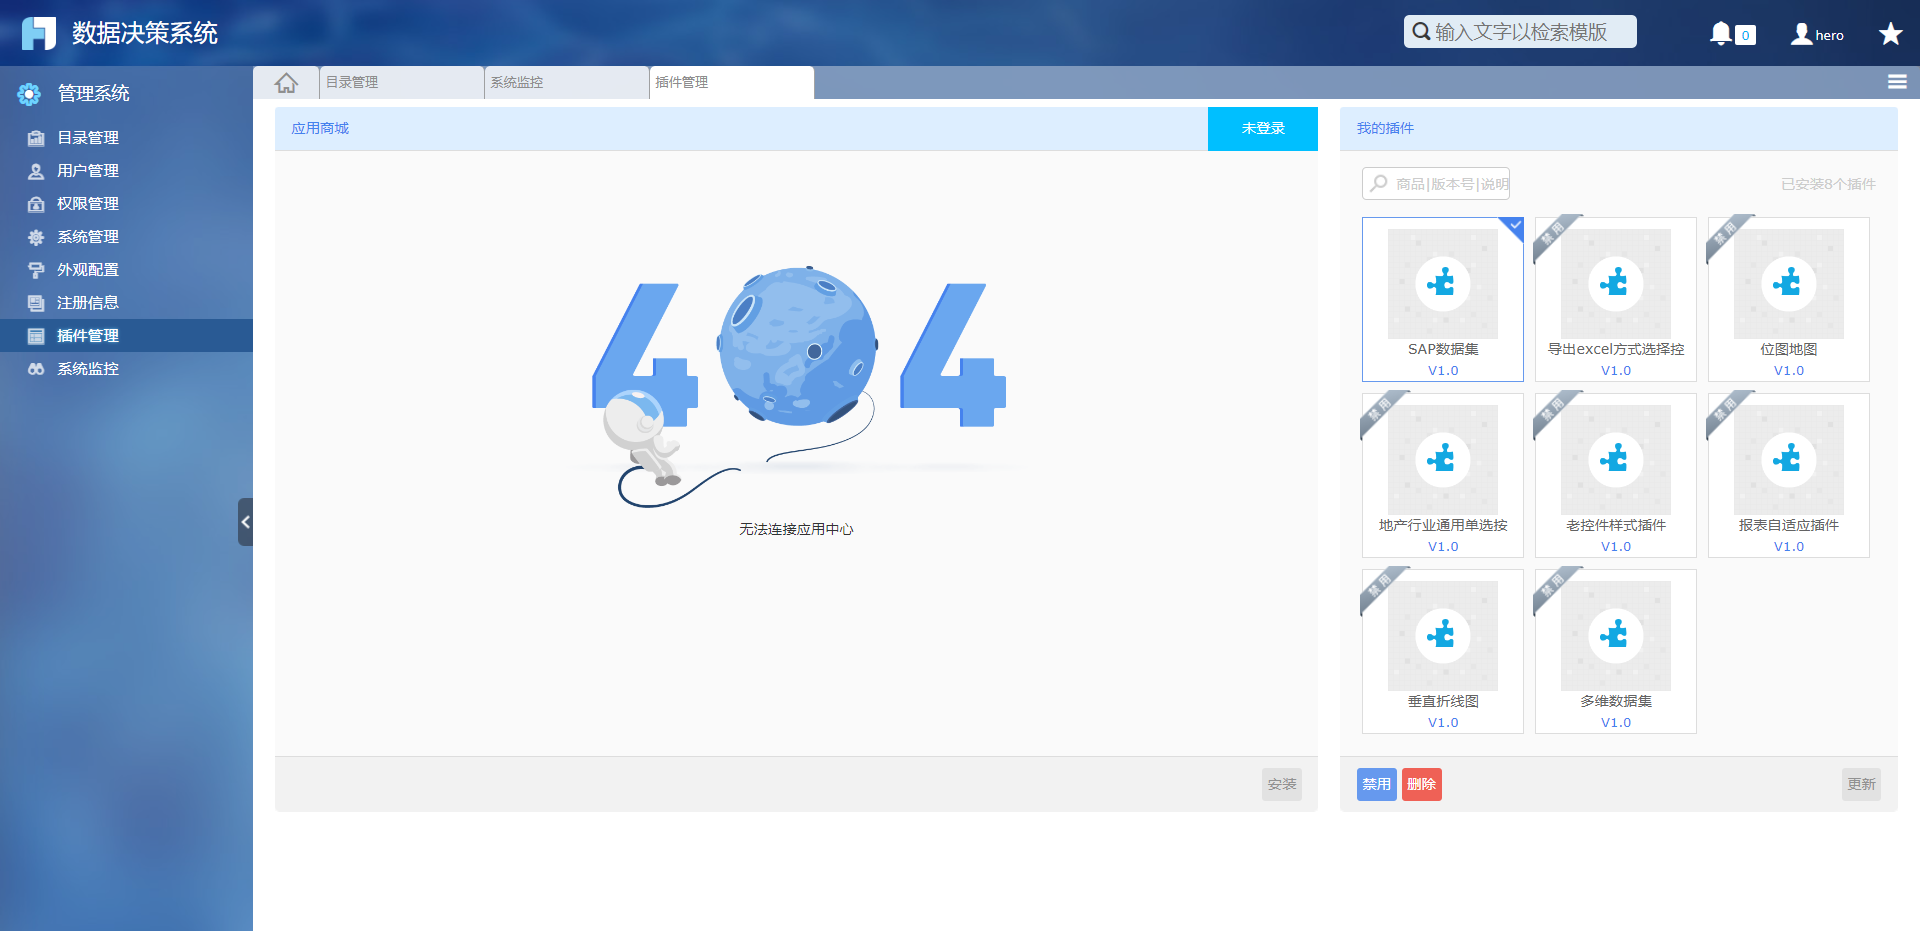 数据决策系统
输入文字以检索模版
0
hero
管理系统
目录管理
用户管理
权限管理
系统管理
外观配置
注册信息
插件管理
系统监控
目录管理
系统监控
插件管理
应用商城
未登录
404
无法连接应用中心
安装
我的插件
商品|版本号|说明
已安装8个插件
SAP数据集
V1.0
禁用
导出excel方式选择控
V1.0
禁用
位图地图
V1.0
禁用
地产行业通用单选按
V1.0
禁用
老控件样式插件
V1.0
禁用
报表自适应插件
V1.0
禁用
垂直折线图
V1.0
禁用
多维数据集
V1.0
禁用
删除
更新